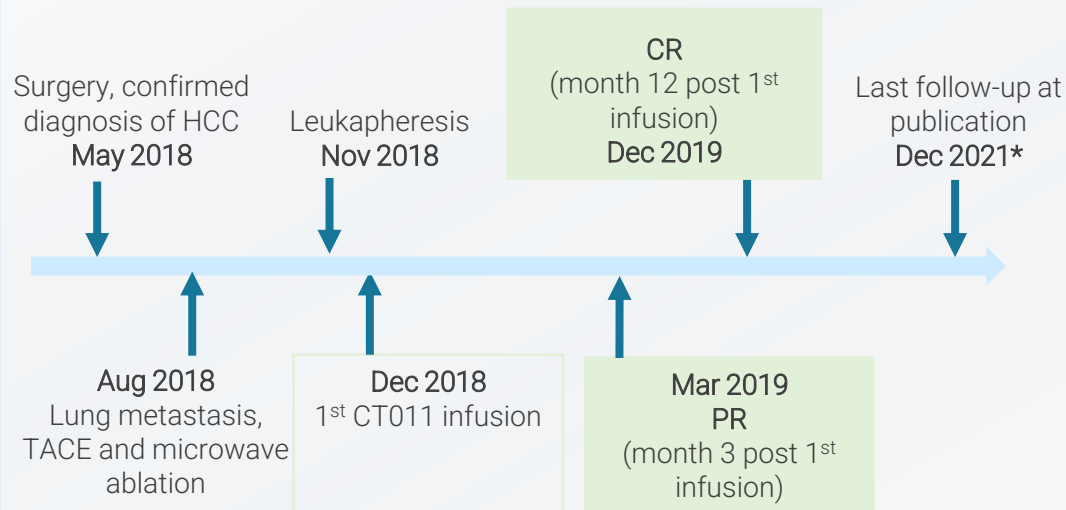 Surgery, confirmed
diagnosis of HCC
May 2018
Leukapheresis
Nov 2018
CR
(month 12 post 1st
infusion)
Dec 2019
Last follow-up at
publication
Dec 2021*
Aug 2018
Lung metastasis,
TACE and microwave
ablation
Dec 2018
1st CT011 infusion
Mar 2019
PR
(month 3 post 1st
infusion)